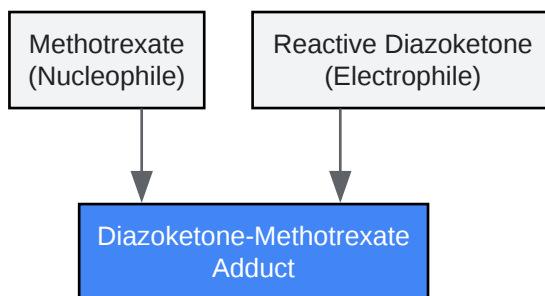 Methotrexate
(Nucleophile)
Reactive Diazoketone
(Electrophile)
Diazoketone-Methotrexate
Adduct